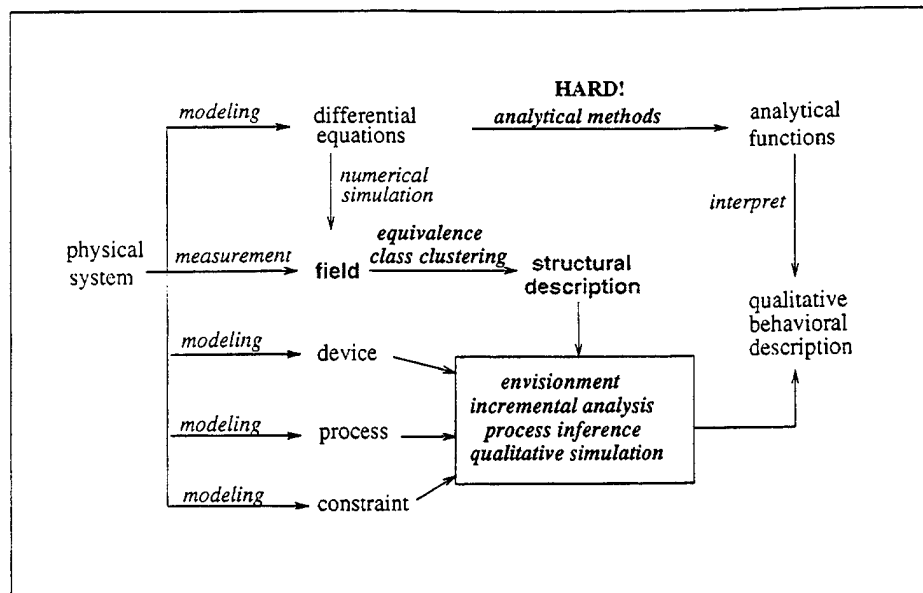 HARD!
modeling
differential
equations
analytical methods
analytical
functions
numerical
simulation
interpret
physical
system
measurement
field
equivalence
class clustering
structural
description
qualitative
behavioral
description
modeling
device
envisionment
incremental analysis
process inference
qualitative simulation
modeling
process
modeling
constraint